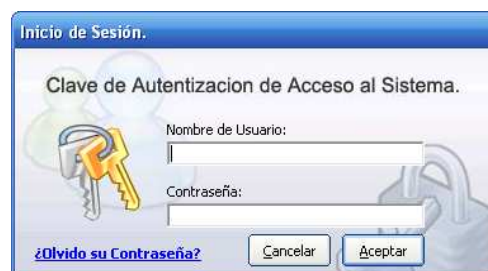 Inicio de Sesión.
Clave de Autentizacion de Acceso al Sistema.
Nombre de Usuario:
Contraseña:
¿Olvido su Contraseña?
Cancelar
Aceptar